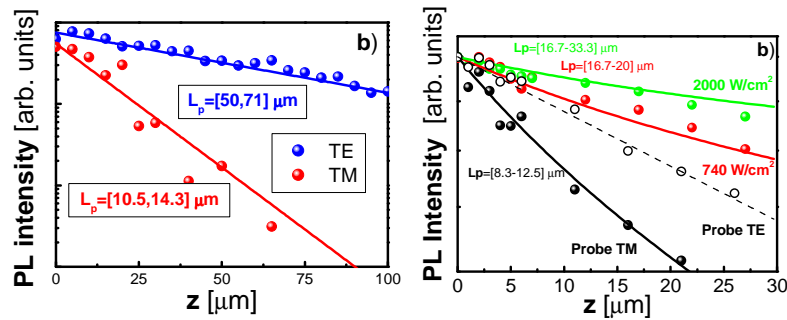 PL intensity [arb. units]
b)
L_p=[50,71] μm
TE
TM
L_p=[10.5,14.3] μm
0 25 50 75 100
z [μm]
PL Intensity [arb. units]
b)
Lp=[16.7-33.3] μm
Lp=[16.7-20] μm
2000 W/cm²
Lp=[8.3-12.5] μm
740 W/cm²
Probe TE
Probe TM
0 5 10 15 20 25 30
z [μm]